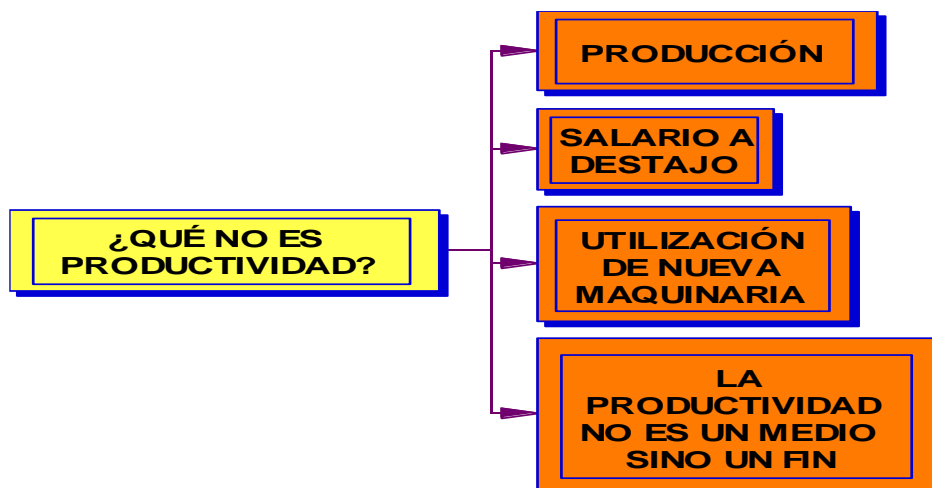 ¿QUÉ NO ES
PRODUCTIVIDAD?
PRODUCCIÓN
SALARIO A
DESTAJO
UTILIZACIÓN
DE NUEVA
MAQUINARIA
LA
PRODUCTIVIDAD
NO ES UN MEDIO
SINO UN FIN